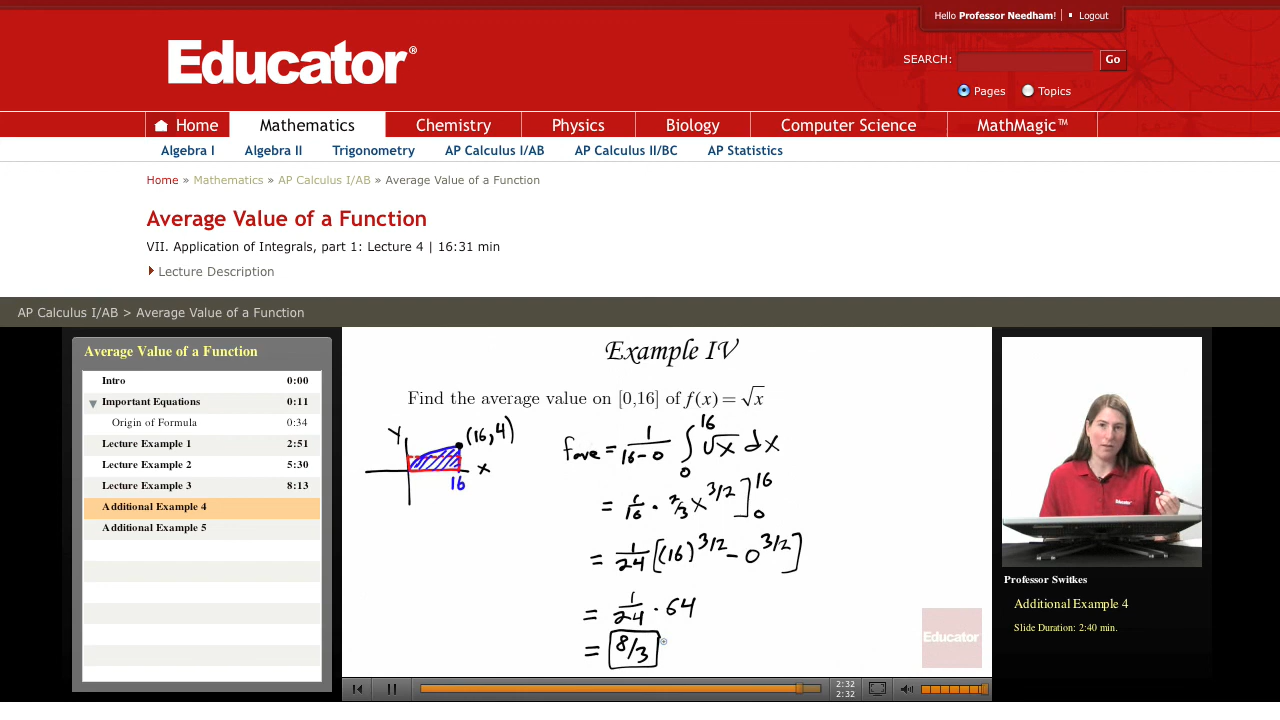 Hello Professor Needham! | Logout
Educator®
SEARCH: Go
Pages Topics
Home Mathematics Chemistry Physics Biology Computer Science MathMagic™
Algebra I Algebra II Trigonometry AP Calculus I/AB AP Calculus II/BC AP Statistics
Home » Mathematics » AP Calculus I/AB » Average Value of a Function
Average Value of a Function
VII. Application of Integrals, part 1: Lecture 4 | 16:31 min
Lecture Description
AP Calculus I/AB > Average Value of a Function
Average Value of a Function
Intro 0:00
Important Equations 0:11
Origin of Formula 0:34
Lecture Example 1 2:51
Lecture Example 2 5:30
Lecture Example 3 8:13
Additional Example 4
Additional Example 5
Example IV
Find the average value on [0,16] of f(x) = √x
y
(16,4)
x
16
f ave = 1/(16-0) ∫₀¹⁶ √x dx
= 1/16 · 2/3 x^3/2 ]₀¹⁶
= 1/24 [(16)^3/2 - 0^3/2]
= 1/24 · 64
= 8/3
Educator
2:32
2:32
Professor Switkes
Additional Example 4
Slide Duration: 2:40 min.